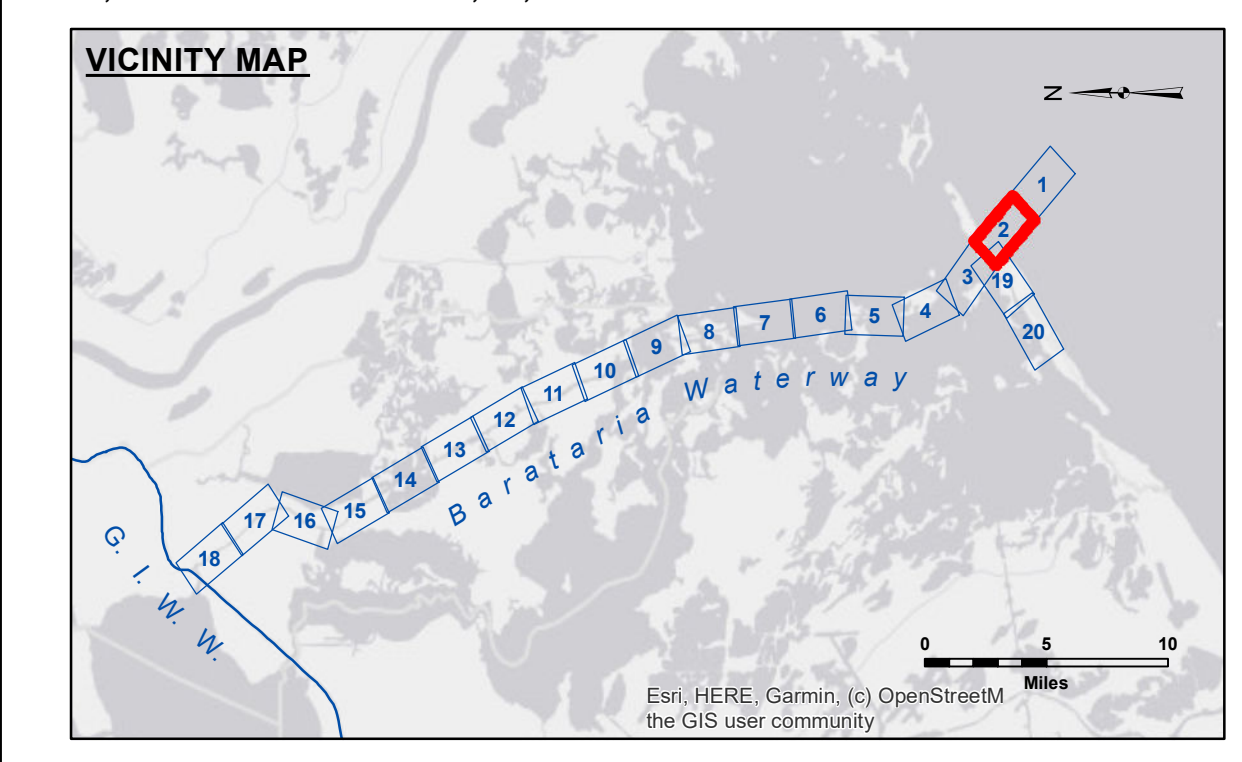 VICINITY MAP
N
1
2
3
19
20
4
5
6
7
8
9
10
11
12
13
14
15
16
17
18
Barataria Waterway
G. I. W. W.
0 5 10
Miles
Esri, HERE, Garmin, (c) OpenStreetM
the GIS user community